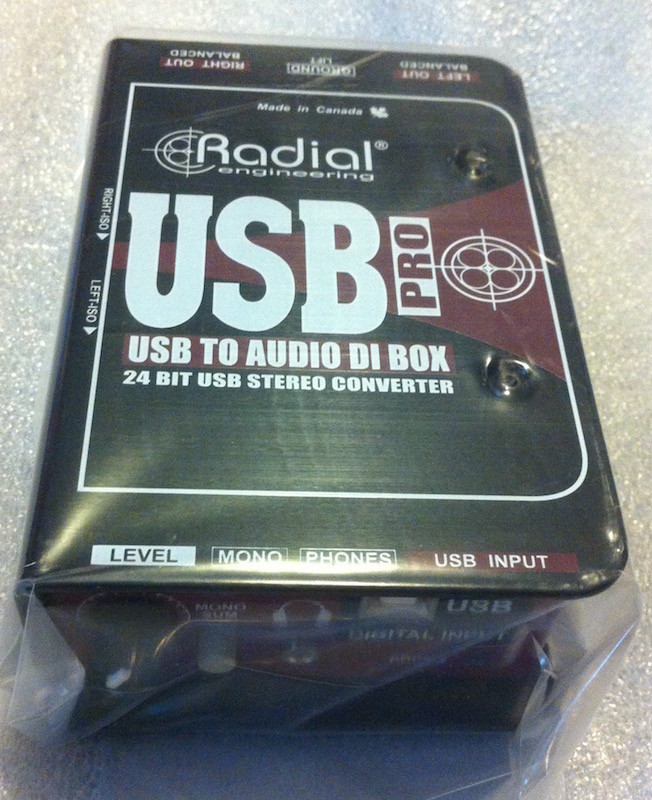 RIGHT OUT
BALANCED
GROUND
LIFT
LEFT OUT
BALANCED
Made in Canada
Radial®
engineering
RIGHT-ISO
LEFT-ISO
USB
PRO
USB TO AUDIO DI BOX
24 BIT USB STEREO CONVERTER
LEVEL
MONO
PHONES
USB INPUT
MONO
SUM
USB
DIGITAL INPUT